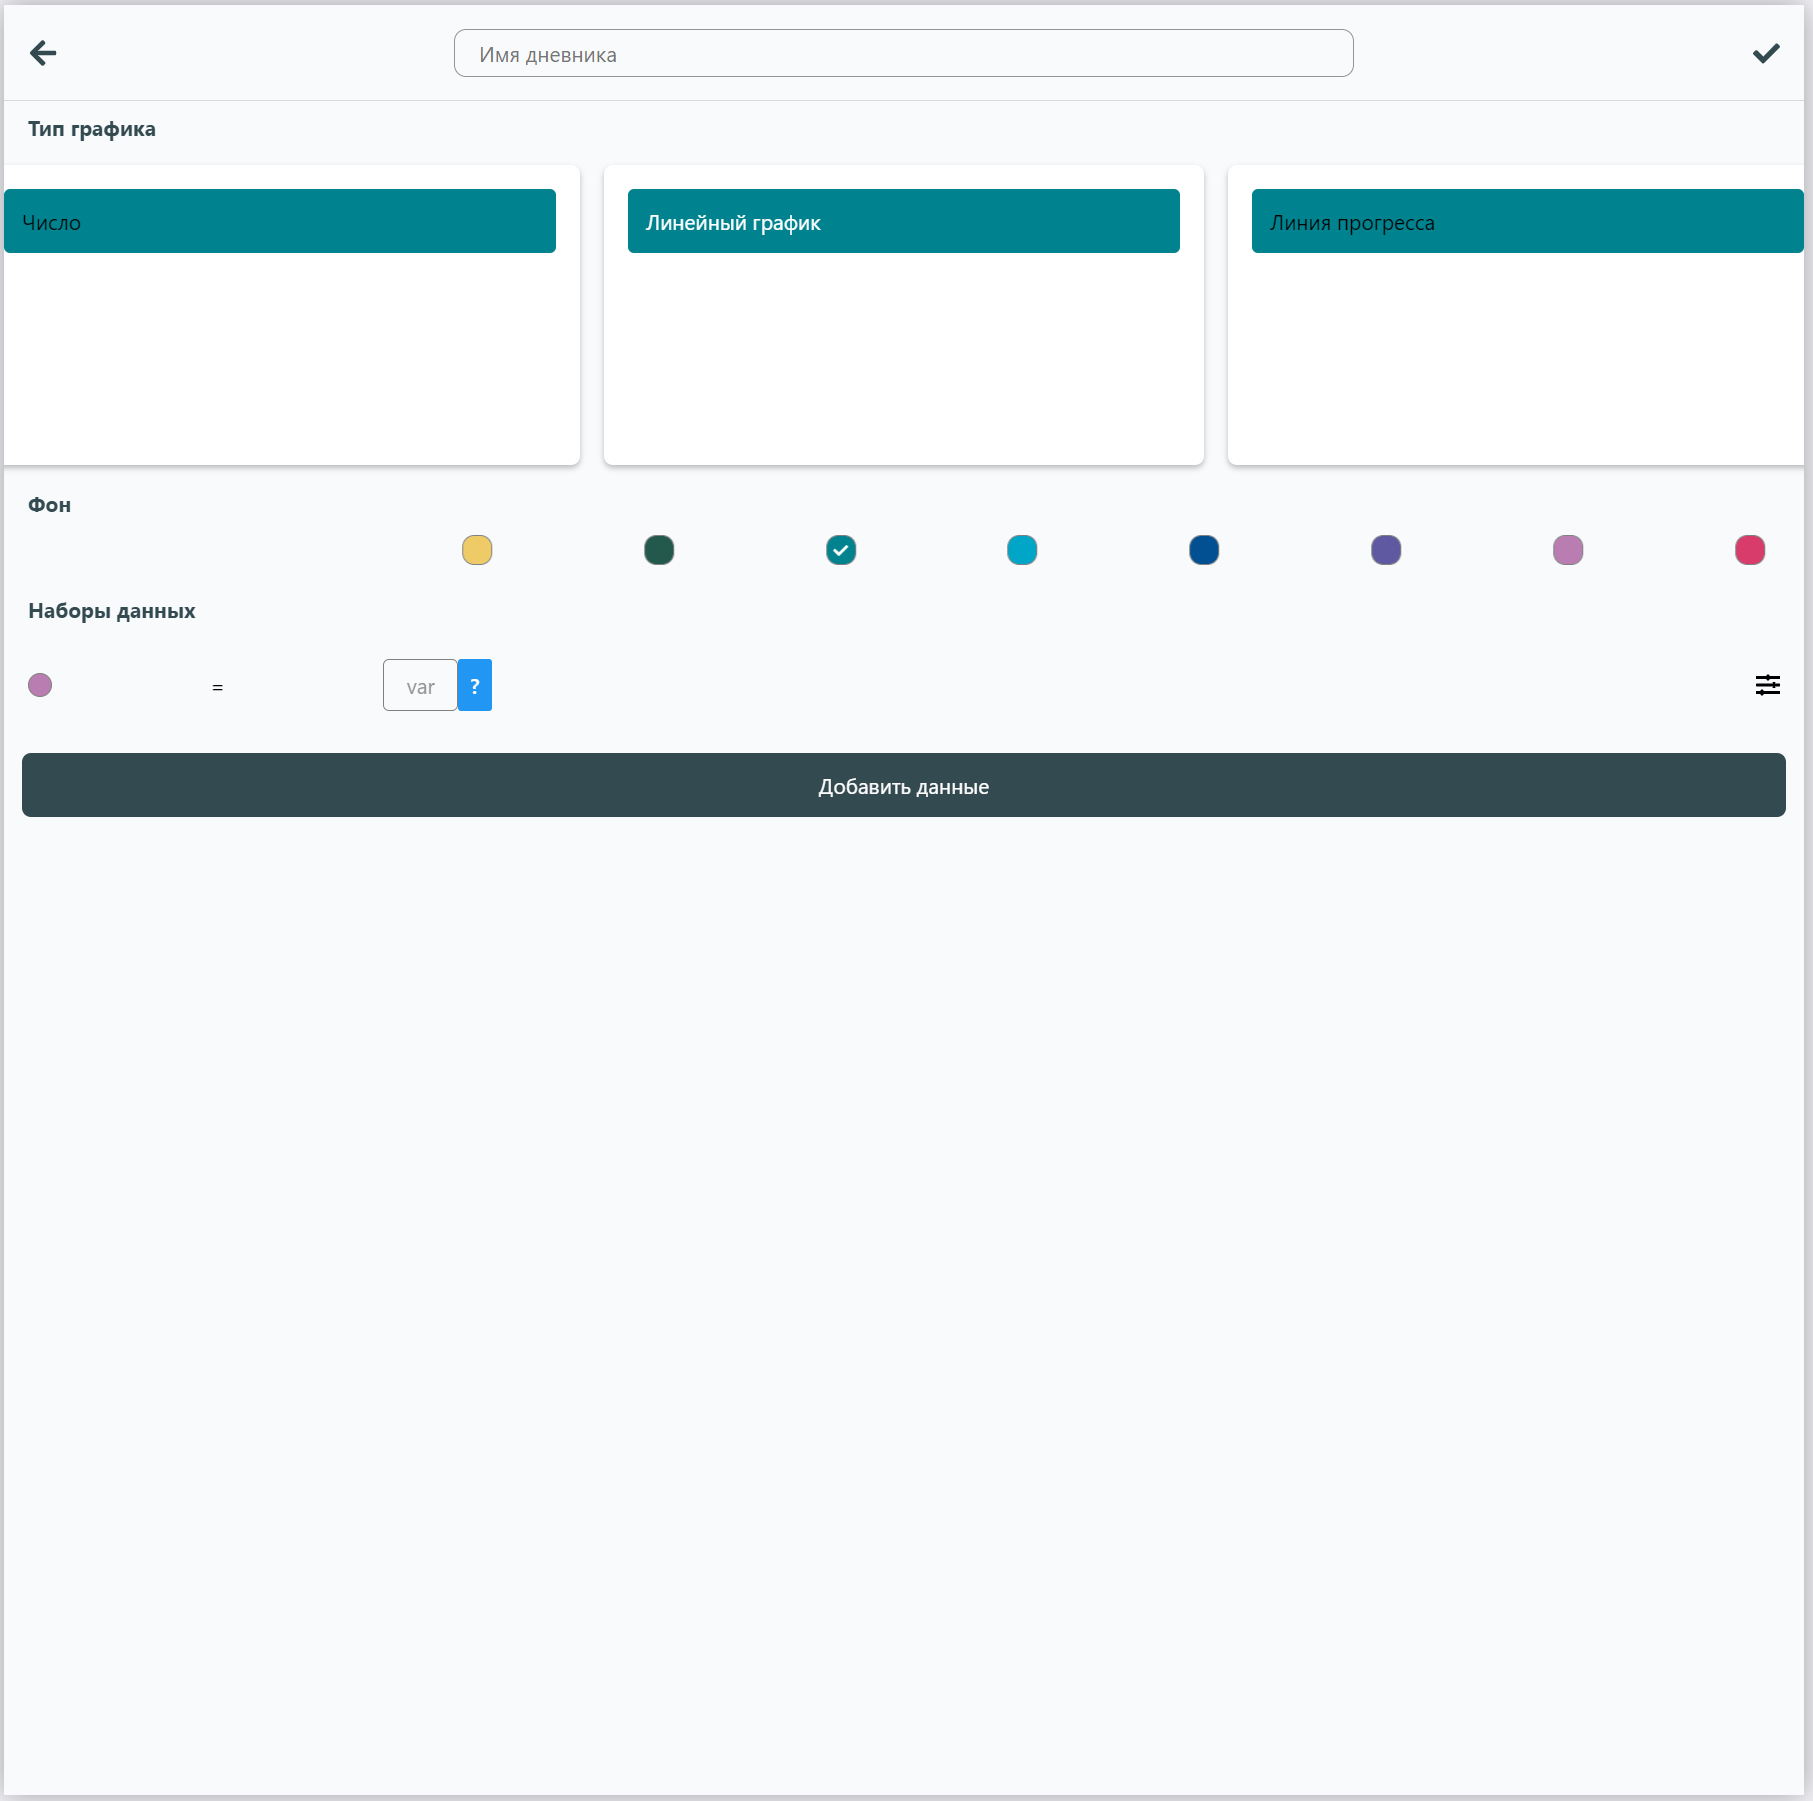 Имя дневника
Тип графика
Число
Линейный график
Линия прогресса
Фон
Наборы данных
= var ?
Добавить данные